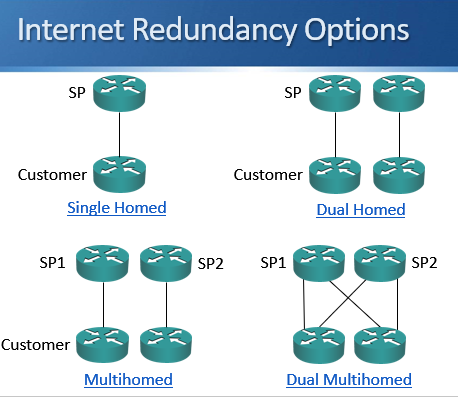 Internet Redundancy Options
SP
SP
Customer
Customer
Single Homed
Dual Homed
SP1
SP2
SP1
SP2
Customer
Multihomed
Dual Multihomed